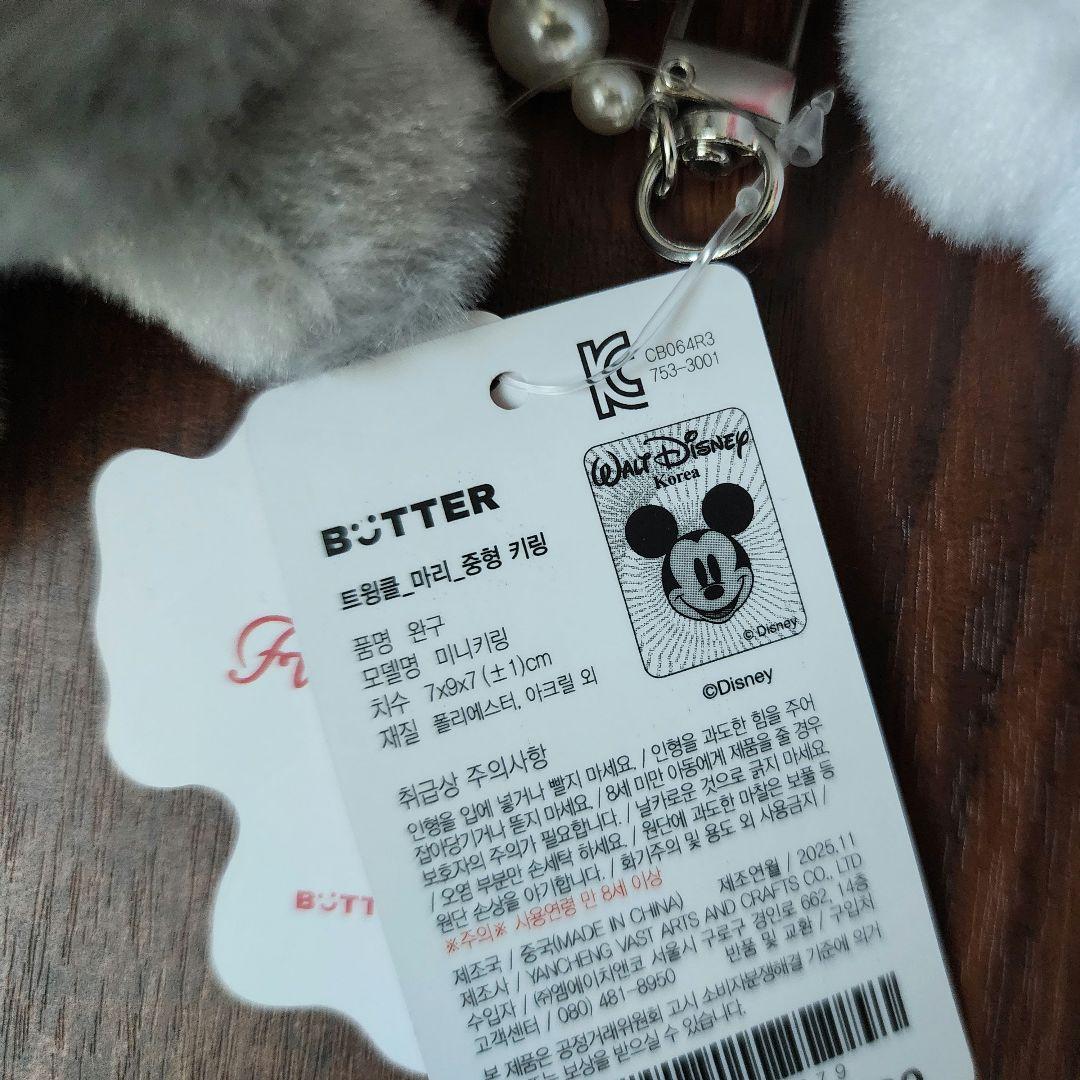 CB064R3
753-3001
WALT DISNEY
Korea
© Disney
©Disney
BUTTER
트윙클_마리_중형 키링
품명 완구
모델명 미니키링
치수 7x9x7 (±1)cm
재질 폴리에스터, 아크릴 외
취급상 주의사항
인형을 입에 넣거나 빨지 마세요. / 인형을 과도한 힘을 주어
잡아당기거나 뜯지 마세요. / 8세 미만 아동에게 제품을 줄 경우
보호자의 주의가 필요합니다. / 날카로운 것으로 긁지 마세요
/ 오염 부분만 손세탁 하세요. / 원단에 과도한 마찰은 보풀 등
원단 손상을 야기합니다. / 화기주의 및 용도 외 사용금지 /
※주의※ 사용연령 만 8세 이상
제조국 / 중국(MADE IN CHINA) 제조연월 / 2025.11
제조사 / YANCHENG VAST ARTS AND CRAFTS CO., LTD
수입자 / ㈜엠에이치앤코 서울시 구로구 경인로 662, 14층
고객센터 / 080) 481-8950 반품 및 교환 / 구입처
본 제품은 공정거래위원회 고시 소비자분쟁해결 기준에 의거
또는 보상을 받으실 수 있습니다.
BUTT